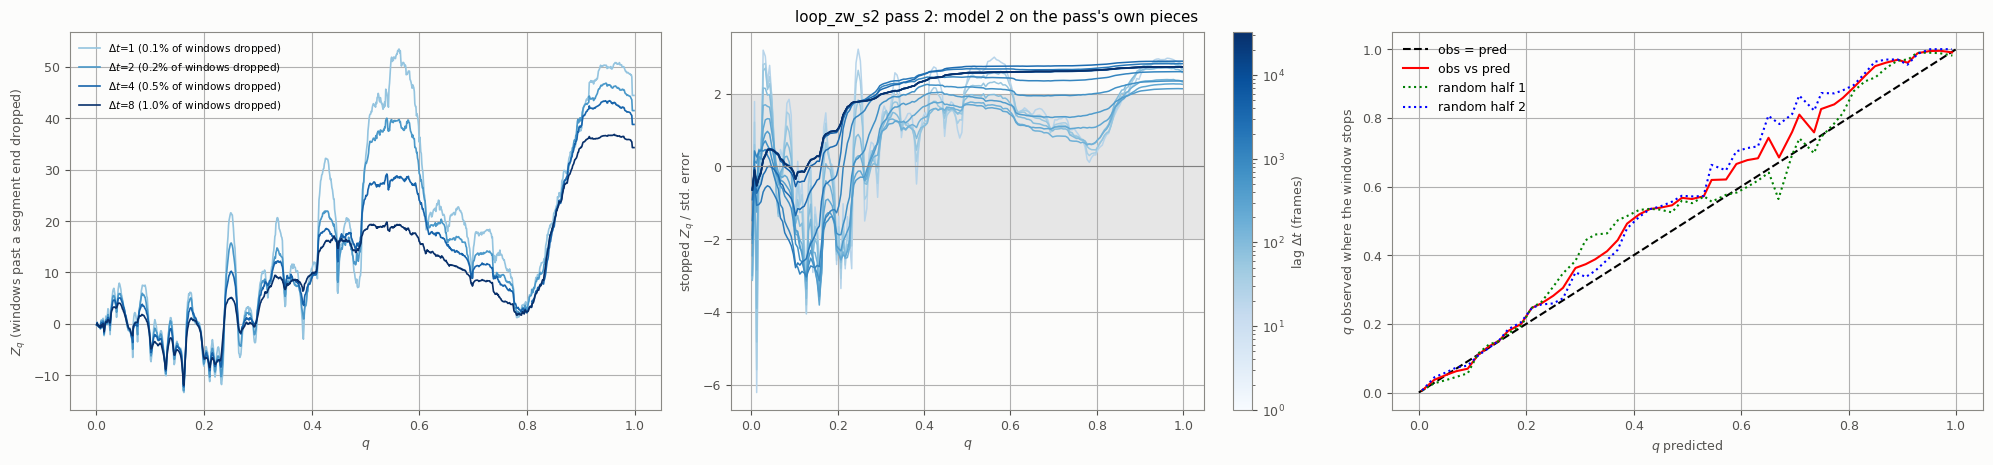 loop_zw_s2 pass 2: model 2 on the pass's own pieces
Z_q (windows past a segment end dropped)
50
40
30
20
10
0
−10
Δt=1 (0.1% of windows dropped)
Δt=2 (0.2% of windows dropped)
Δt=4 (0.5% of windows dropped)
Δt=8 (1.0% of windows dropped)
0.0 0.2 0.4 0.6 0.8 1.0
q
stopped Z_q / std. error
2
0
−2
−4
−6
0.0 0.2 0.4 0.6 0.8 1.0
q
10^4
10^3
10^2
10^1
10^0
lag Δt (frames)
q observed where the window stops
1.0
0.8
0.6
0.4
0.2
0.0
obs = pred
obs vs pred
random half 1
random half 2
0.0 0.2 0.4 0.6 0.8 1.0
q predicted